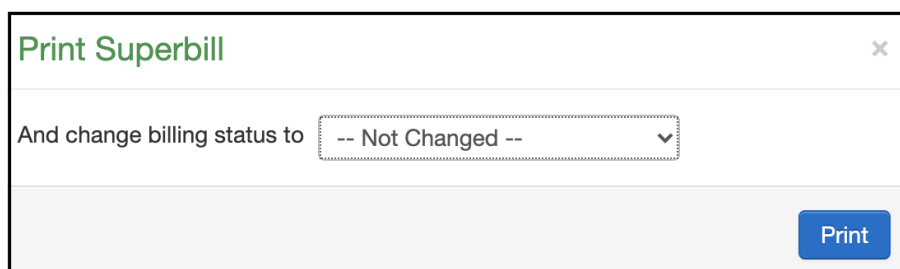 Print Superbill ×
And change billing status to -- Not Changed --
Print